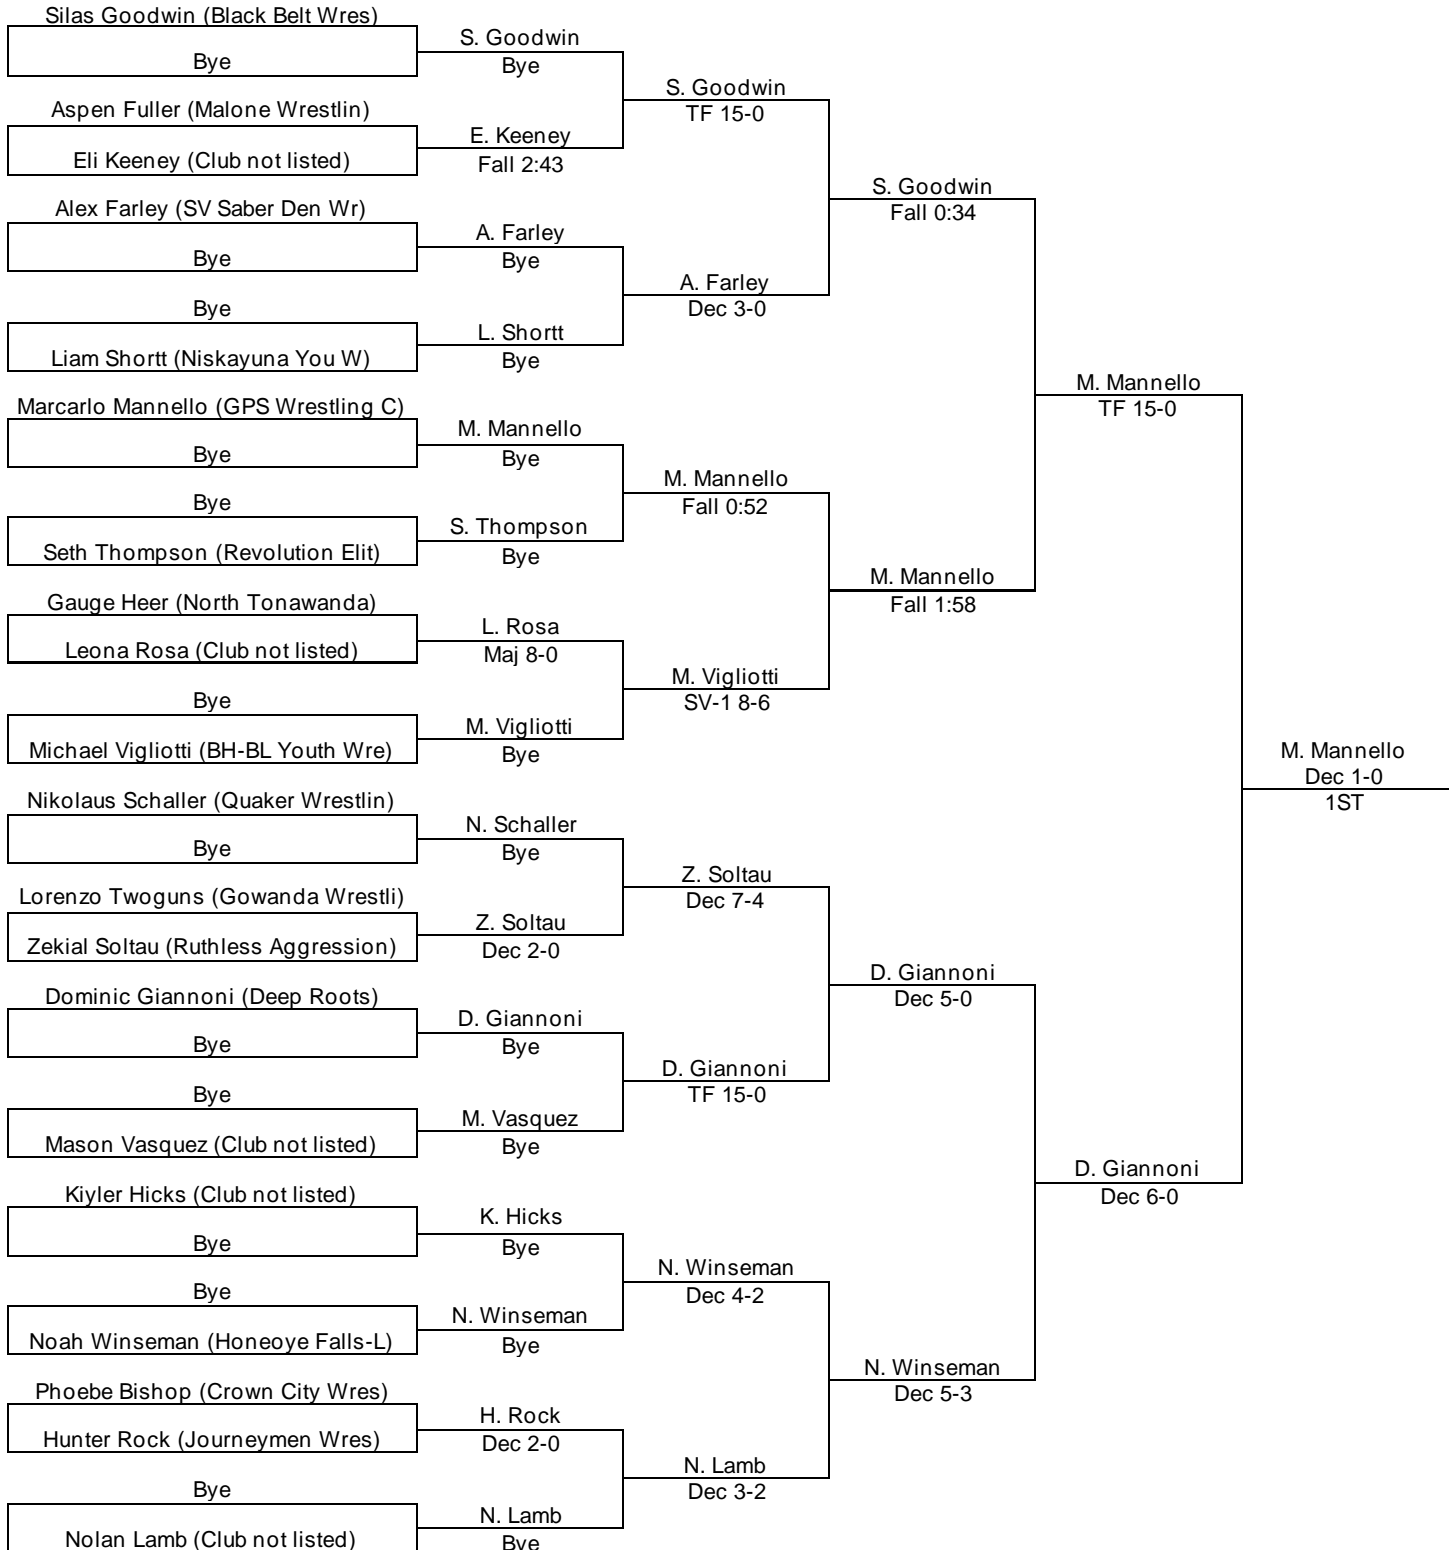 Silas Goodwin (Black Belt Wres)
Bye
Aspen Fuller (Malone Wrestlin)
Eli Keeney (Club not listed)
Alex Farley (SV Saber Den Wr)
Bye
Bye
Liam Shortt (Niskayuna You W)
Marcarlo Mannello (GPS Wrestling C)
Bye
Bye
Seth Thompson (Revolution Elit)
Gauge Heer (North Tonawanda)
Leona Rosa (Club not listed)
Bye
Michael Vigliotti (BH-BL Youth Wre)
Nikolaus Schaller (Quaker Wrestlin)
Bye
Lorenzo Twoguns (Gowanda Wrestli)
Zekial Soltau (Ruthless Aggression)
Dominic Giannoni (Deep Roots)
Bye
Bye
Mason Vasquez (Club not listed)
Kiyler Hicks (Club not listed)
Bye
Bye
Noah Winseman (Honeoye Falls-L)
Phoebe Bishop (Crown City Wres)
Hunter Rock (Journeymen Wres)
Bye
Nolan Lamb (Club not listed)
S. Goodwin
Bye
E. Keeney
Fall 2:43
A. Farley
Bye
L. Shortt
Bye
M. Mannello
Bye
S. Thompson
Bye
L. Rosa
Maj 8-0
M. Vigliotti
Bye
N. Schaller
Bye
Z. Soltau
Dec 2-0
D. Giannoni
Bye
M. Vasquez
Bye
K. Hicks
Bye
N. Winseman
Bye
H. Rock
Dec 2-0
N. Lamb
Bye
S. Goodwin
TF 15-0
A. Farley
Dec 3-0
M. Mannello
Fall 0:52
M. Vigliotti
SV-1 8-6
Z. Soltau
Dec 7-4
D. Giannoni
TF 15-0
N. Winseman
Dec 4-2
N. Lamb
Dec 3-2
S. Goodwin
Fall 0:34
M. Mannello
Fall 1:58
D. Giannoni
Dec 5-0
N. Winseman
Dec 5-3
M. Mannello
TF 15-0
D. Giannoni
Dec 6-0
M. Mannello
Dec 1-0
1ST